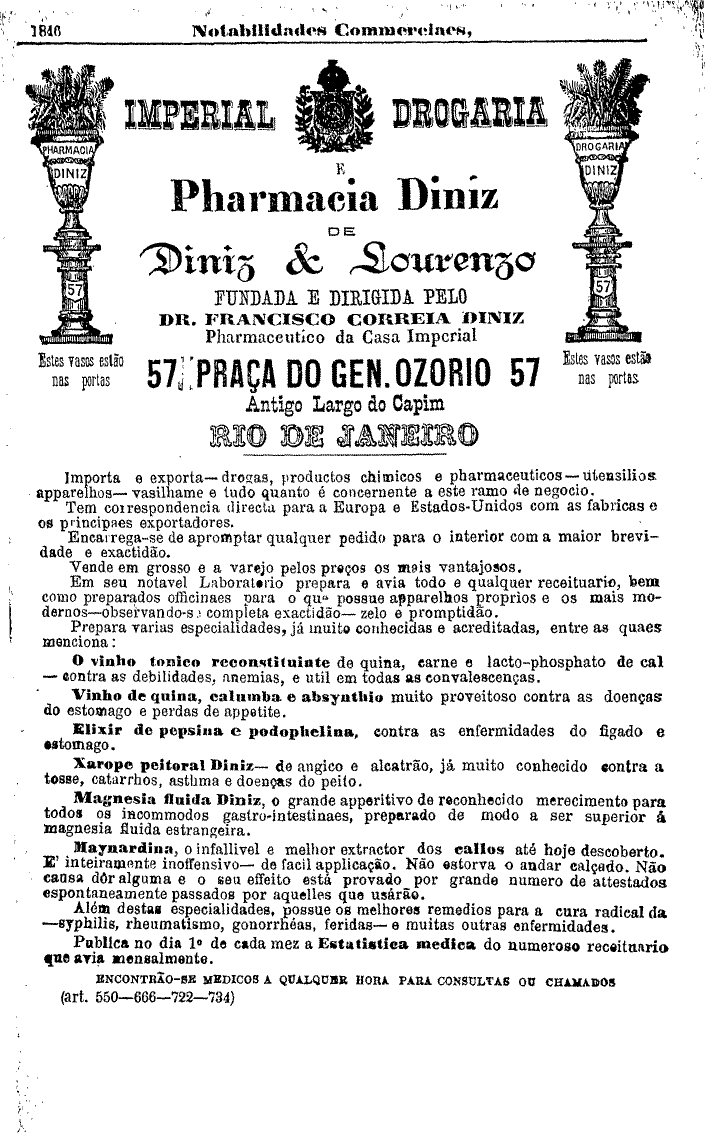 1846 Notabilidades Commerciaes,
IMPERIAL DROGARIA
PHARMACIA
DINIZ
57
DROGARIA
DINIZ
57
E
Pharmacia Diniz
DE
Diniz & Lourenzo
FUNDADA E DIRIGIDA PELO
DR. FRANCISCO CORREIA DINIZ
Pharmaceutico da Casa Imperial
Estes vasos estão
nas portas
57 PRAÇA DO GEN. OZORIO 57
Estes vasos estão
nas portas
Antigo Largo do Capim
RIO DE JANEIRO
Importa e exporta—drogas, productos chimicos e pharmaceuticos—utensilios
apparelhos—vasilhame e tudo quanto é concernente a este ramo de negocio.
Tem correspondencia directa para a Europa e Estados-Unidos com as fabricas e
os principaes exportadores.
Encarrega-se de apromptar qualquer pedido para o interior com a maior brevi-
dade e exactidão.
Vende em grosso e a varejo pelos preços os mais vantajosos.
Em seu notavel Laboratorio prepara e avia todo e qualquer receituario, bem
como preparados officinaes para o que possue apparelhos proprios e os mais mo-
dernos—observando-se completa exactidão—zelo e promptidão.
Prepara varias especialidades, já muito conhecidas e acreditadas, entre as quaes
menciona:
O vinho tonico reconstituinte de quina, carne e lacto-phosphato de cal
—contra as debilidades, anemias, e util em todas as convalescenças.
Vinho de quina, calumba e absynthio muito proveitoso contra as doenças
do estomago e perdas de appetite.
Elixir de pepsina e podophelina, contra as enfermidades do figado e
estomago.
Xarope peitoral Diniz—de angico e alcatrão, já muito conhecido contra a
tosse, catarrhos, asthma e doenças do peito.
Magnesia fluida Diniz, o grande apperitivo de reconhecido merecimento para
todos os incommodos gastro-intestinaes, preparado de modo a ser superior á
magnesia fluida estrangeira.
Maynardina, o infallivel e melhor extractor dos callos até hoje descoberto.
E' inteiramente inoffensivo—de facil applicação. Não estorva o andar calçado. Não
causa dôr alguma e o seu effeito está provado por grande numero de attestados
espontaneamente passados por aquelles que usárão.
Além destas especialidades, possue os melhores remedios para a cura radical da
—syphilis, rheumatismo, gonorrhéas, feridas—e muitas outras enfermidades.
Publica no dia 1º de cada mez a Estatistica medica do numeroso receituario
que avia mensalmente.
ENCONTRÃO-SE MEDICOS A QUALQUER HORA PARA CONSULTAS OU CHAMADOS
(art. 550—666—722—734)